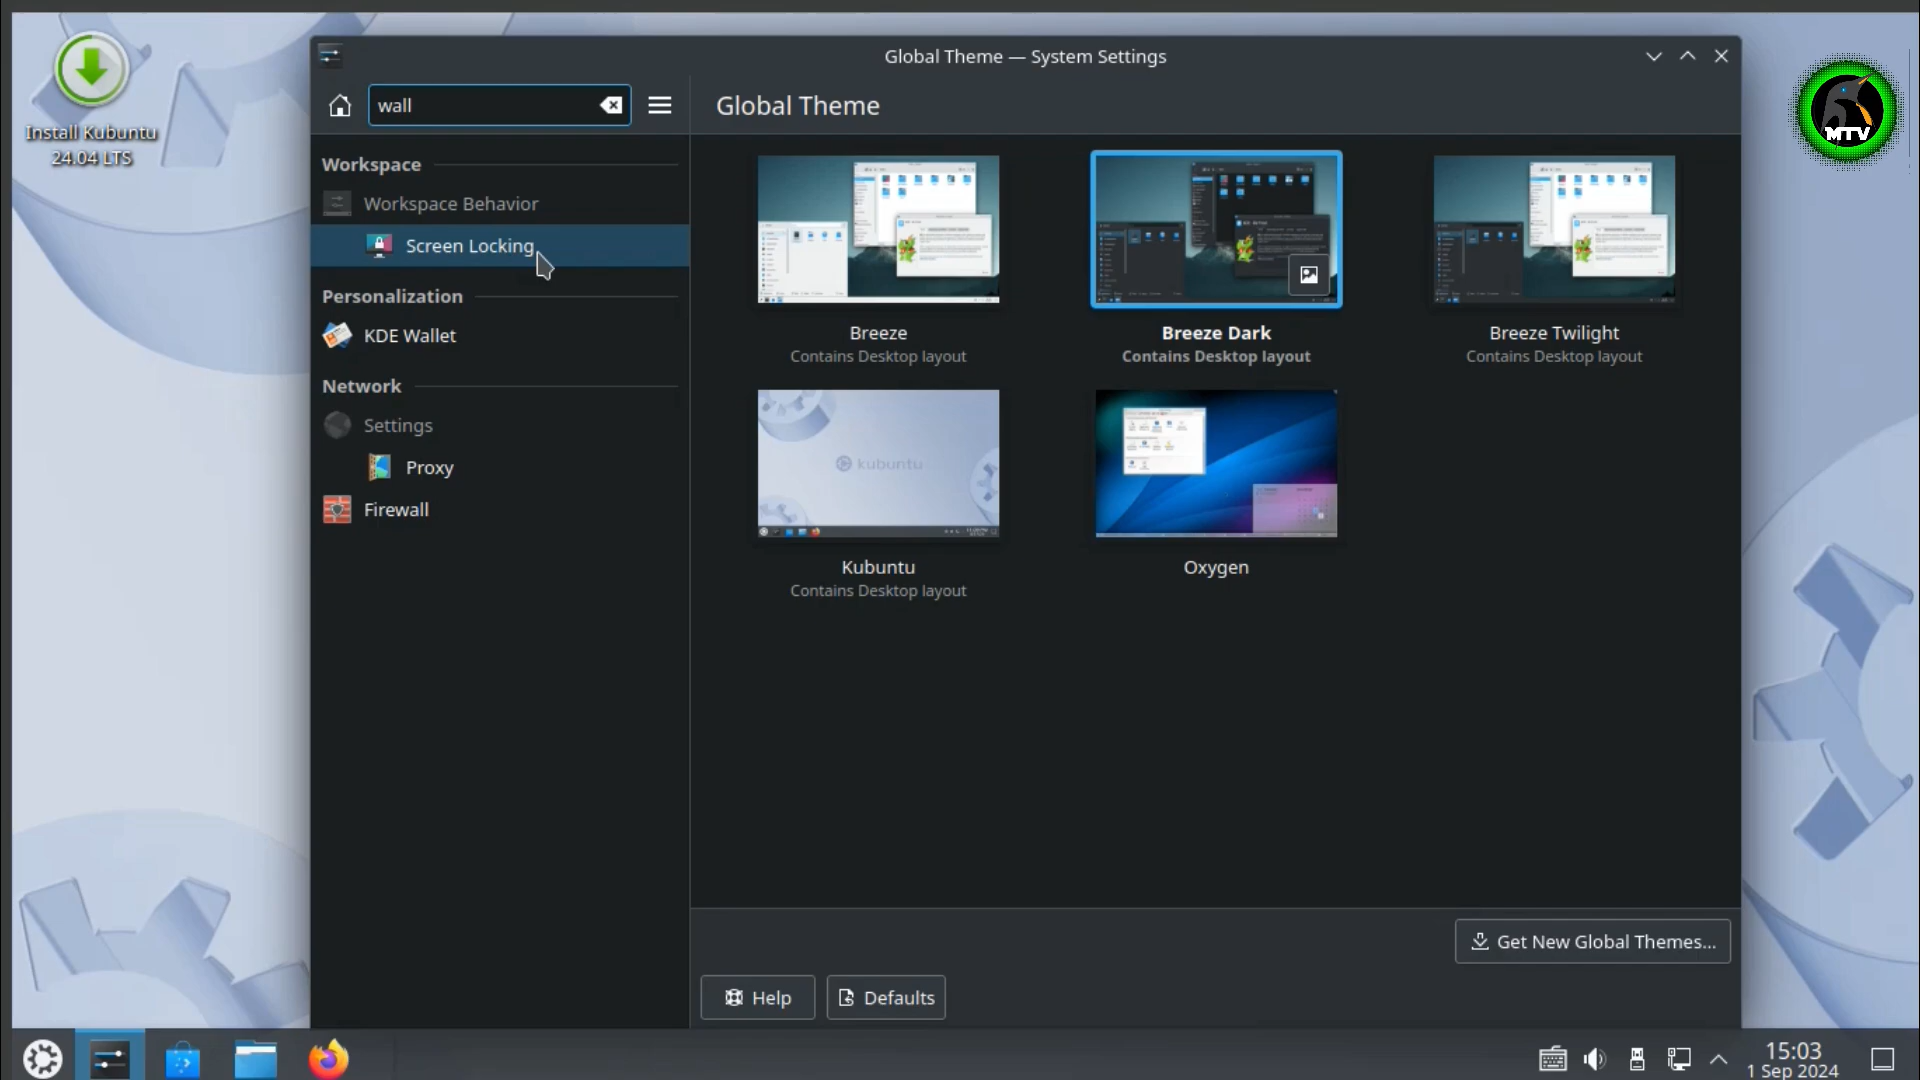 Global Theme — System Settings
Install Kubuntu
24.04 LTS
wall
Global Theme
MTV
Workspace
Workspace Behavior
Screen Locking
Personalization
KDE Wallet
Network
Settings
Proxy
Firewall
Breeze
Contains Desktop layout
Breeze Dark
Contains Desktop layout
Breeze Twilight
Contains Desktop layout
kubuntu
Kubuntu
Contains Desktop layout
Oxygen
Get New Global Themes...
Help
Defaults
15:03
1 Sep 2024